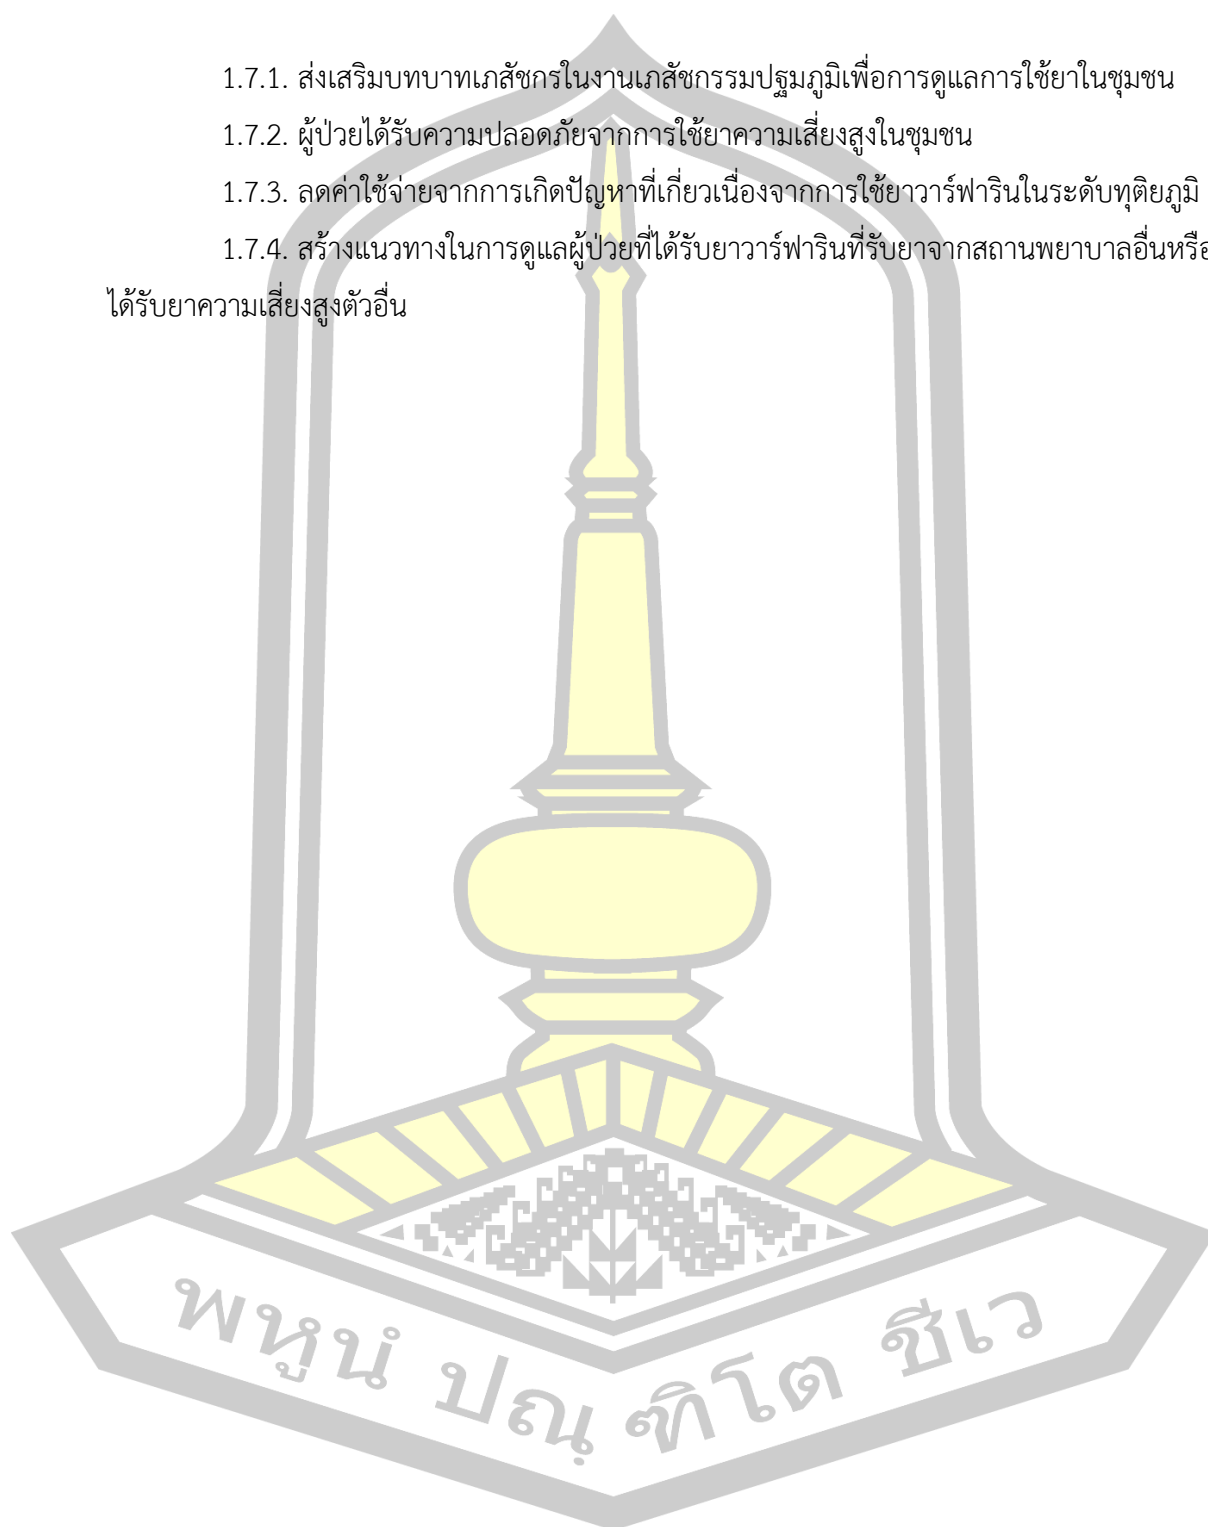 1.7.1. ส่งเสริมบทบาทเภสัชกรในงานเภสัชกรรมปฐมภูมิเพื่อการดูแลการใช้ยาในชุมชน
1.7.2. ผู้ป่วยได้รับความปลอดภัยจากการใช้ยาความเสี่ยงสูงในชุมชน
1.7.3. ลดค่าใช้จ่ายจากการเกิดปัญหาที่เกี่ยวเนื่องจากการใช้ยาวาร์ฟารินในระดับทุติยภูมิ
1.7.4. สร้างแนวทางในการดูแลผู้ป่วยที่ได้รับยาวาร์ฟารินที่รับยาจากสถานพยาบาลอื่นหรือ
ได้รับยาความเสี่ยงสูงตัวอื่น
พหูนํ ปณฺฑิโต ชีเว